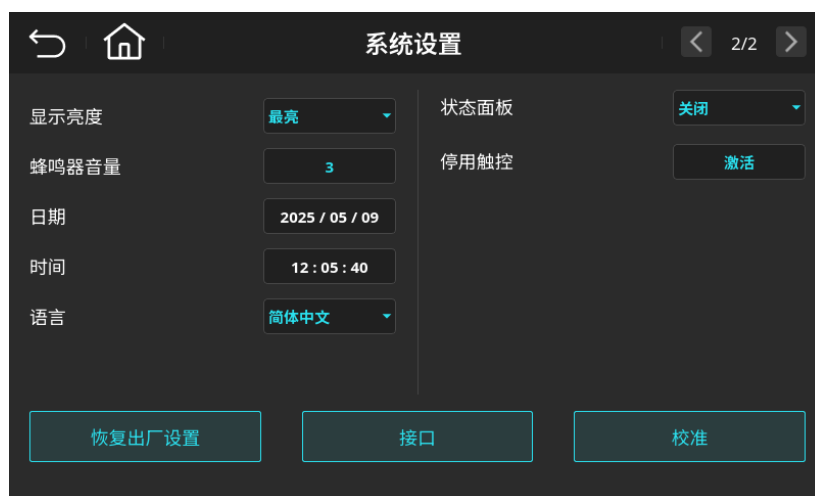 系统设置
2/2
显示亮度 最亮
蜂鸣器音量 3
日期 2025 / 05 / 09
时间 12 : 05 : 40
语言 简体中文
状态面板 关闭
停用触控 激活
恢复出厂设置
接口
校准